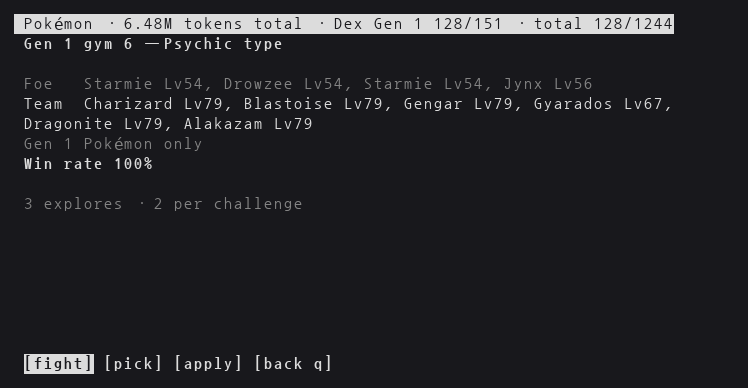 Pokémon · 6.48M tokens total · Dex Gen 1 128/151 · total 128/1244
Gen 1 gym 6 — Psychic type
Foe Starmie Lv54, Drowzee Lv54, Starmie Lv54, Jynx Lv56
Team Charizard Lv79, Blastoise Lv79, Gengar Lv79, Gyarados Lv67,
Dragonite Lv79, Alakazam Lv79
Gen 1 Pokémon only
Win rate 100%
3 explores · 2 per challenge
[fight] [pick] [apply] [back q]